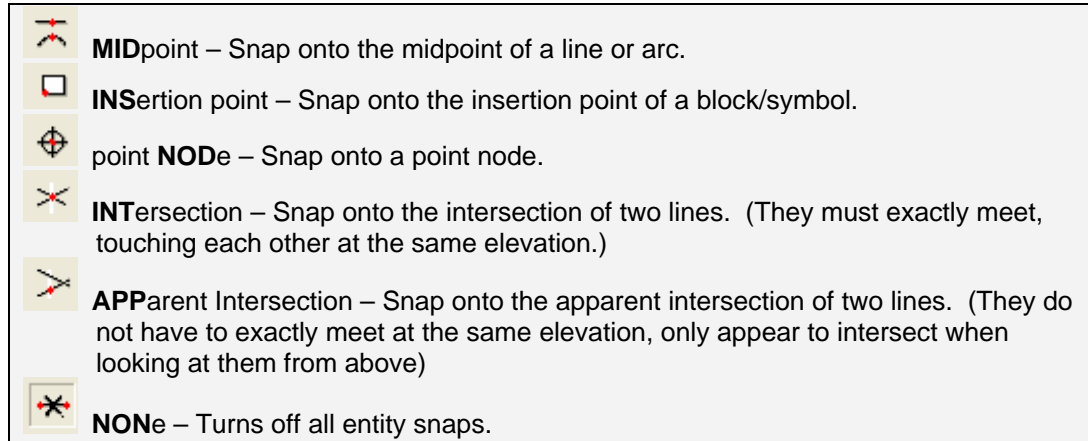 MIDpoint – Snap onto the midpoint of a line or arc.
INSertion point – Snap onto the insertion point of a block/symbol.
point NODe – Snap onto a point node.
INTersection – Snap onto the intersection of two lines.  (They must exactly meet,
touching each other at the same elevation.)
APParent Intersection – Snap onto the apparent intersection of two lines.  (They do
not have to exactly meet at the same elevation, only appear to intersect when
looking at them from above)
NONe – Turns off all entity snaps.